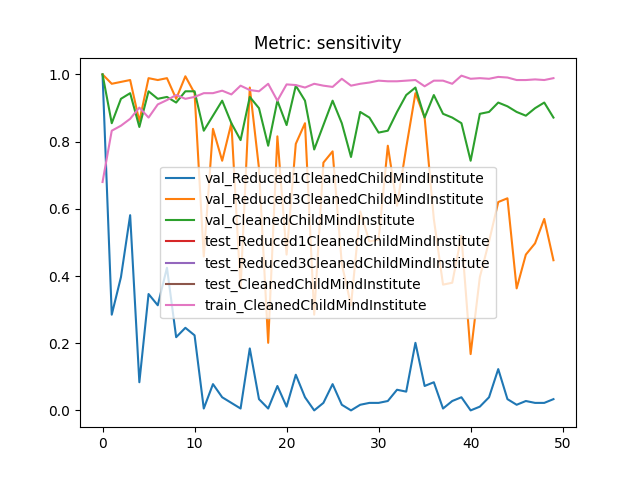 Metric: sensitivity
1.0
0.8
0.6
0.4
0.2
0.0
val_Reduced1CleanedChildMindInstitute
val_Reduced3CleanedChildMindInstitute
val_CleanedChildMindInstitute
test_Reduced1CleanedChildMindInstitute
test_Reduced3CleanedChildMindInstitute
test_CleanedChildMindInstitute
train_CleanedChildMindInstitute
0 10 20 30 40 50